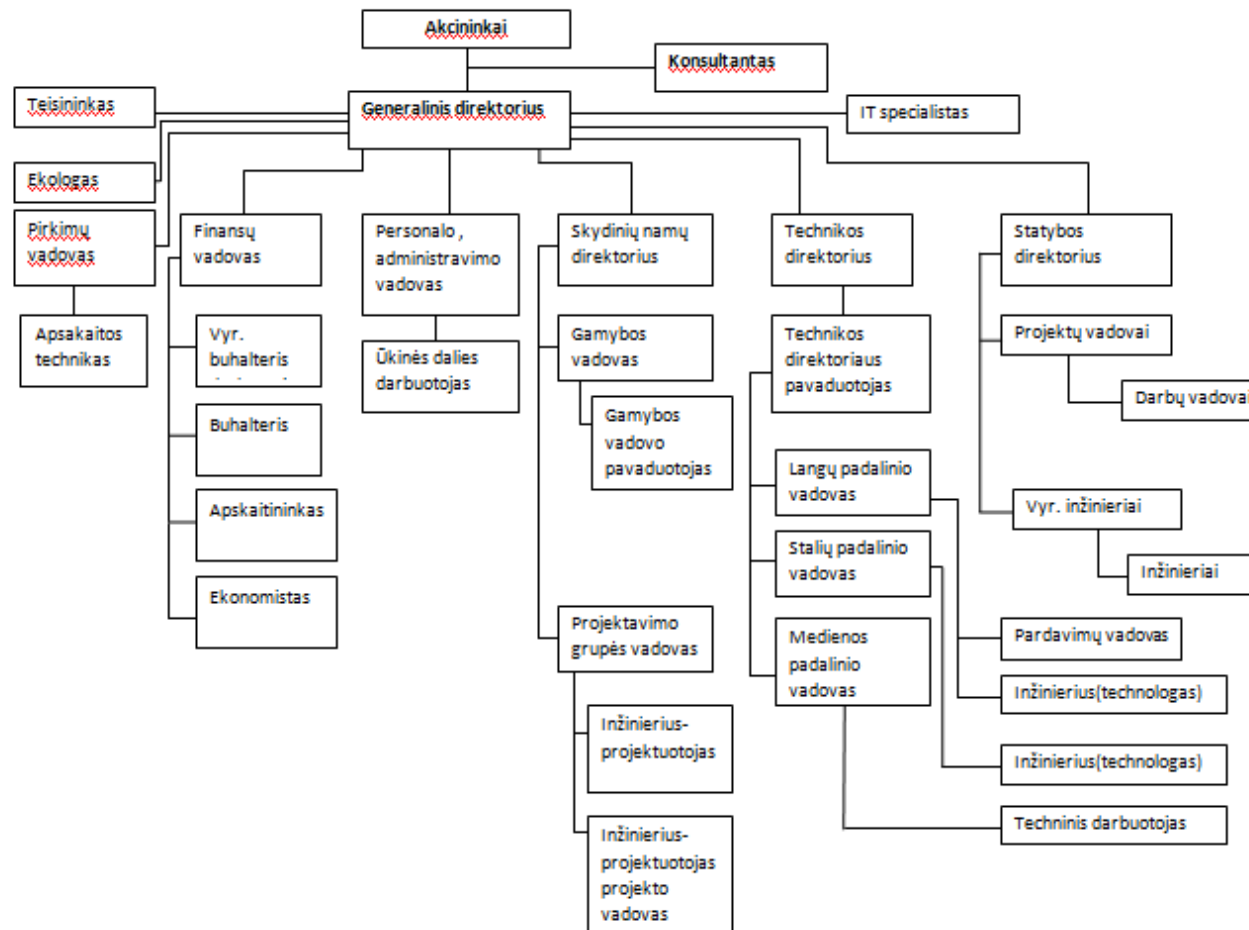 Akcininkai
Konsultantas
Teisininkas
Generalinis direktorius
IT specialistas
Ekologas
Pirkimų
vadovas
Finansų
vadovas
Personalo ,
administravimo
vadovas
Skydinių namų
direktorius
Technikos
direktorius
Statybos
direktorius
Apsakaitos
technikas
Vyr.
buhalteris
Ūkinės dalies
darbuotojas
Gamybos
vadovas
Technikos
direktoriaus
pavaduotojas
Projektų vadovai
Darbų vadovai
Buhalteris
Gamybos
vadovo
pavaduotojas
Langų padalinio
vadovas
Apskaitininkas
Vyr. inžinieriai
Stalių padalinio
vadovas
Inžinieriai
Ekonomistas
Projektavimo
grupės vadovas
Medienos
padalinio
vadovas
Pardavimų vadovas
Inžinierius(technologas)
Inžinierius-
projektuotojas
Inžinierius(technologas)
Techninis darbuotojas
Inžinierius-
projektuotojas
projekto
vadovas